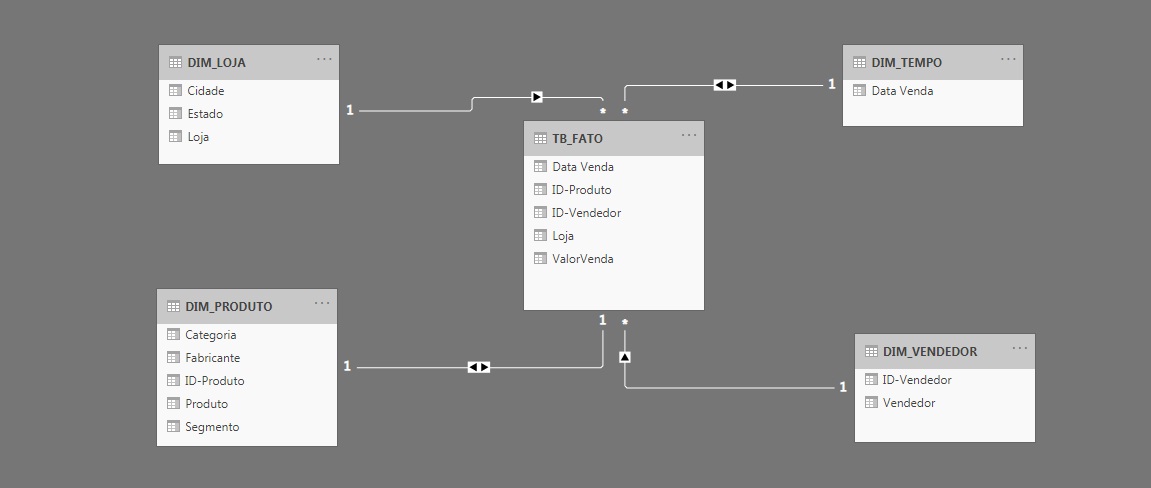 DIM_LOJA ...
Cidade
Estado
Loja
1
*
*
1
DIM_TEMPO ...
Data Venda
TB_FATO ...
Data Venda
ID-Produto
ID-Vendedor
Loja
ValorVenda
DIM_PRODUTO ...
Categoria
Fabricante
ID-Produto
Produto
Segmento
1
1
*
1
DIM_VENDEDOR ...
ID-Vendedor
Vendedor